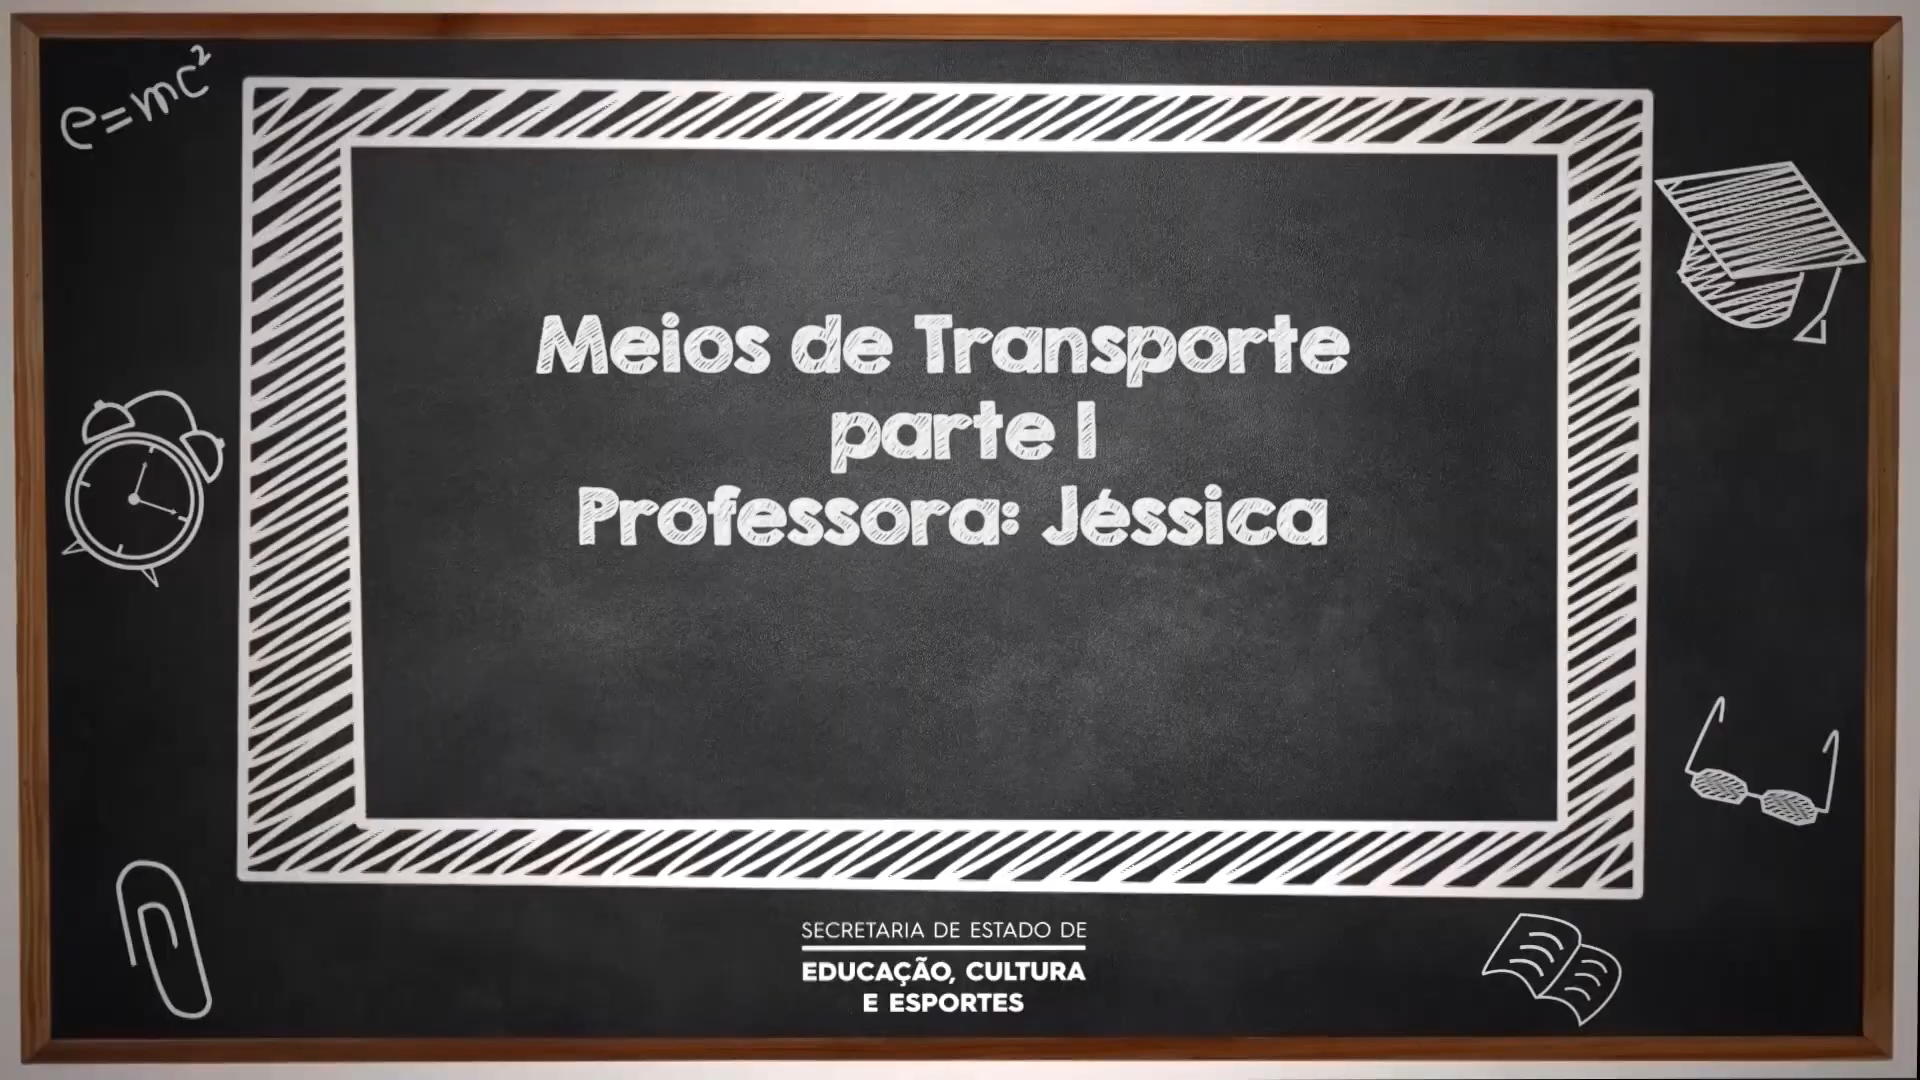 e=mc²
Meios de Transporte
parte I
Professora: Jéssica
SECRETARIA DE ESTADO DE
EDUCAÇÃO, CULTURA
E ESPORTES